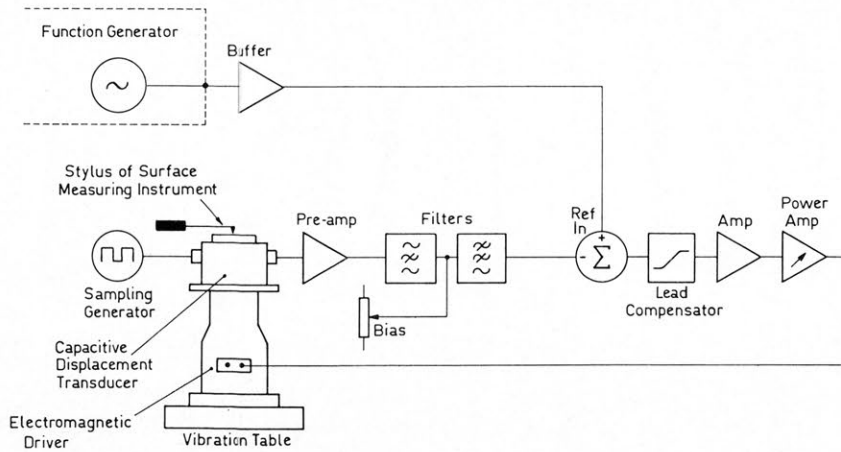 Function Generator
Buffer
Stylus of Surface
Measuring Instrument
Pre-amp
Filters
Ref
In
+
-
Σ
Amp
Power
Amp
Sampling
Generator
Bias
Lead
Compensator
Capacitive
Displacement
Transducer
Electromagnetic
Driver
Vibration Table